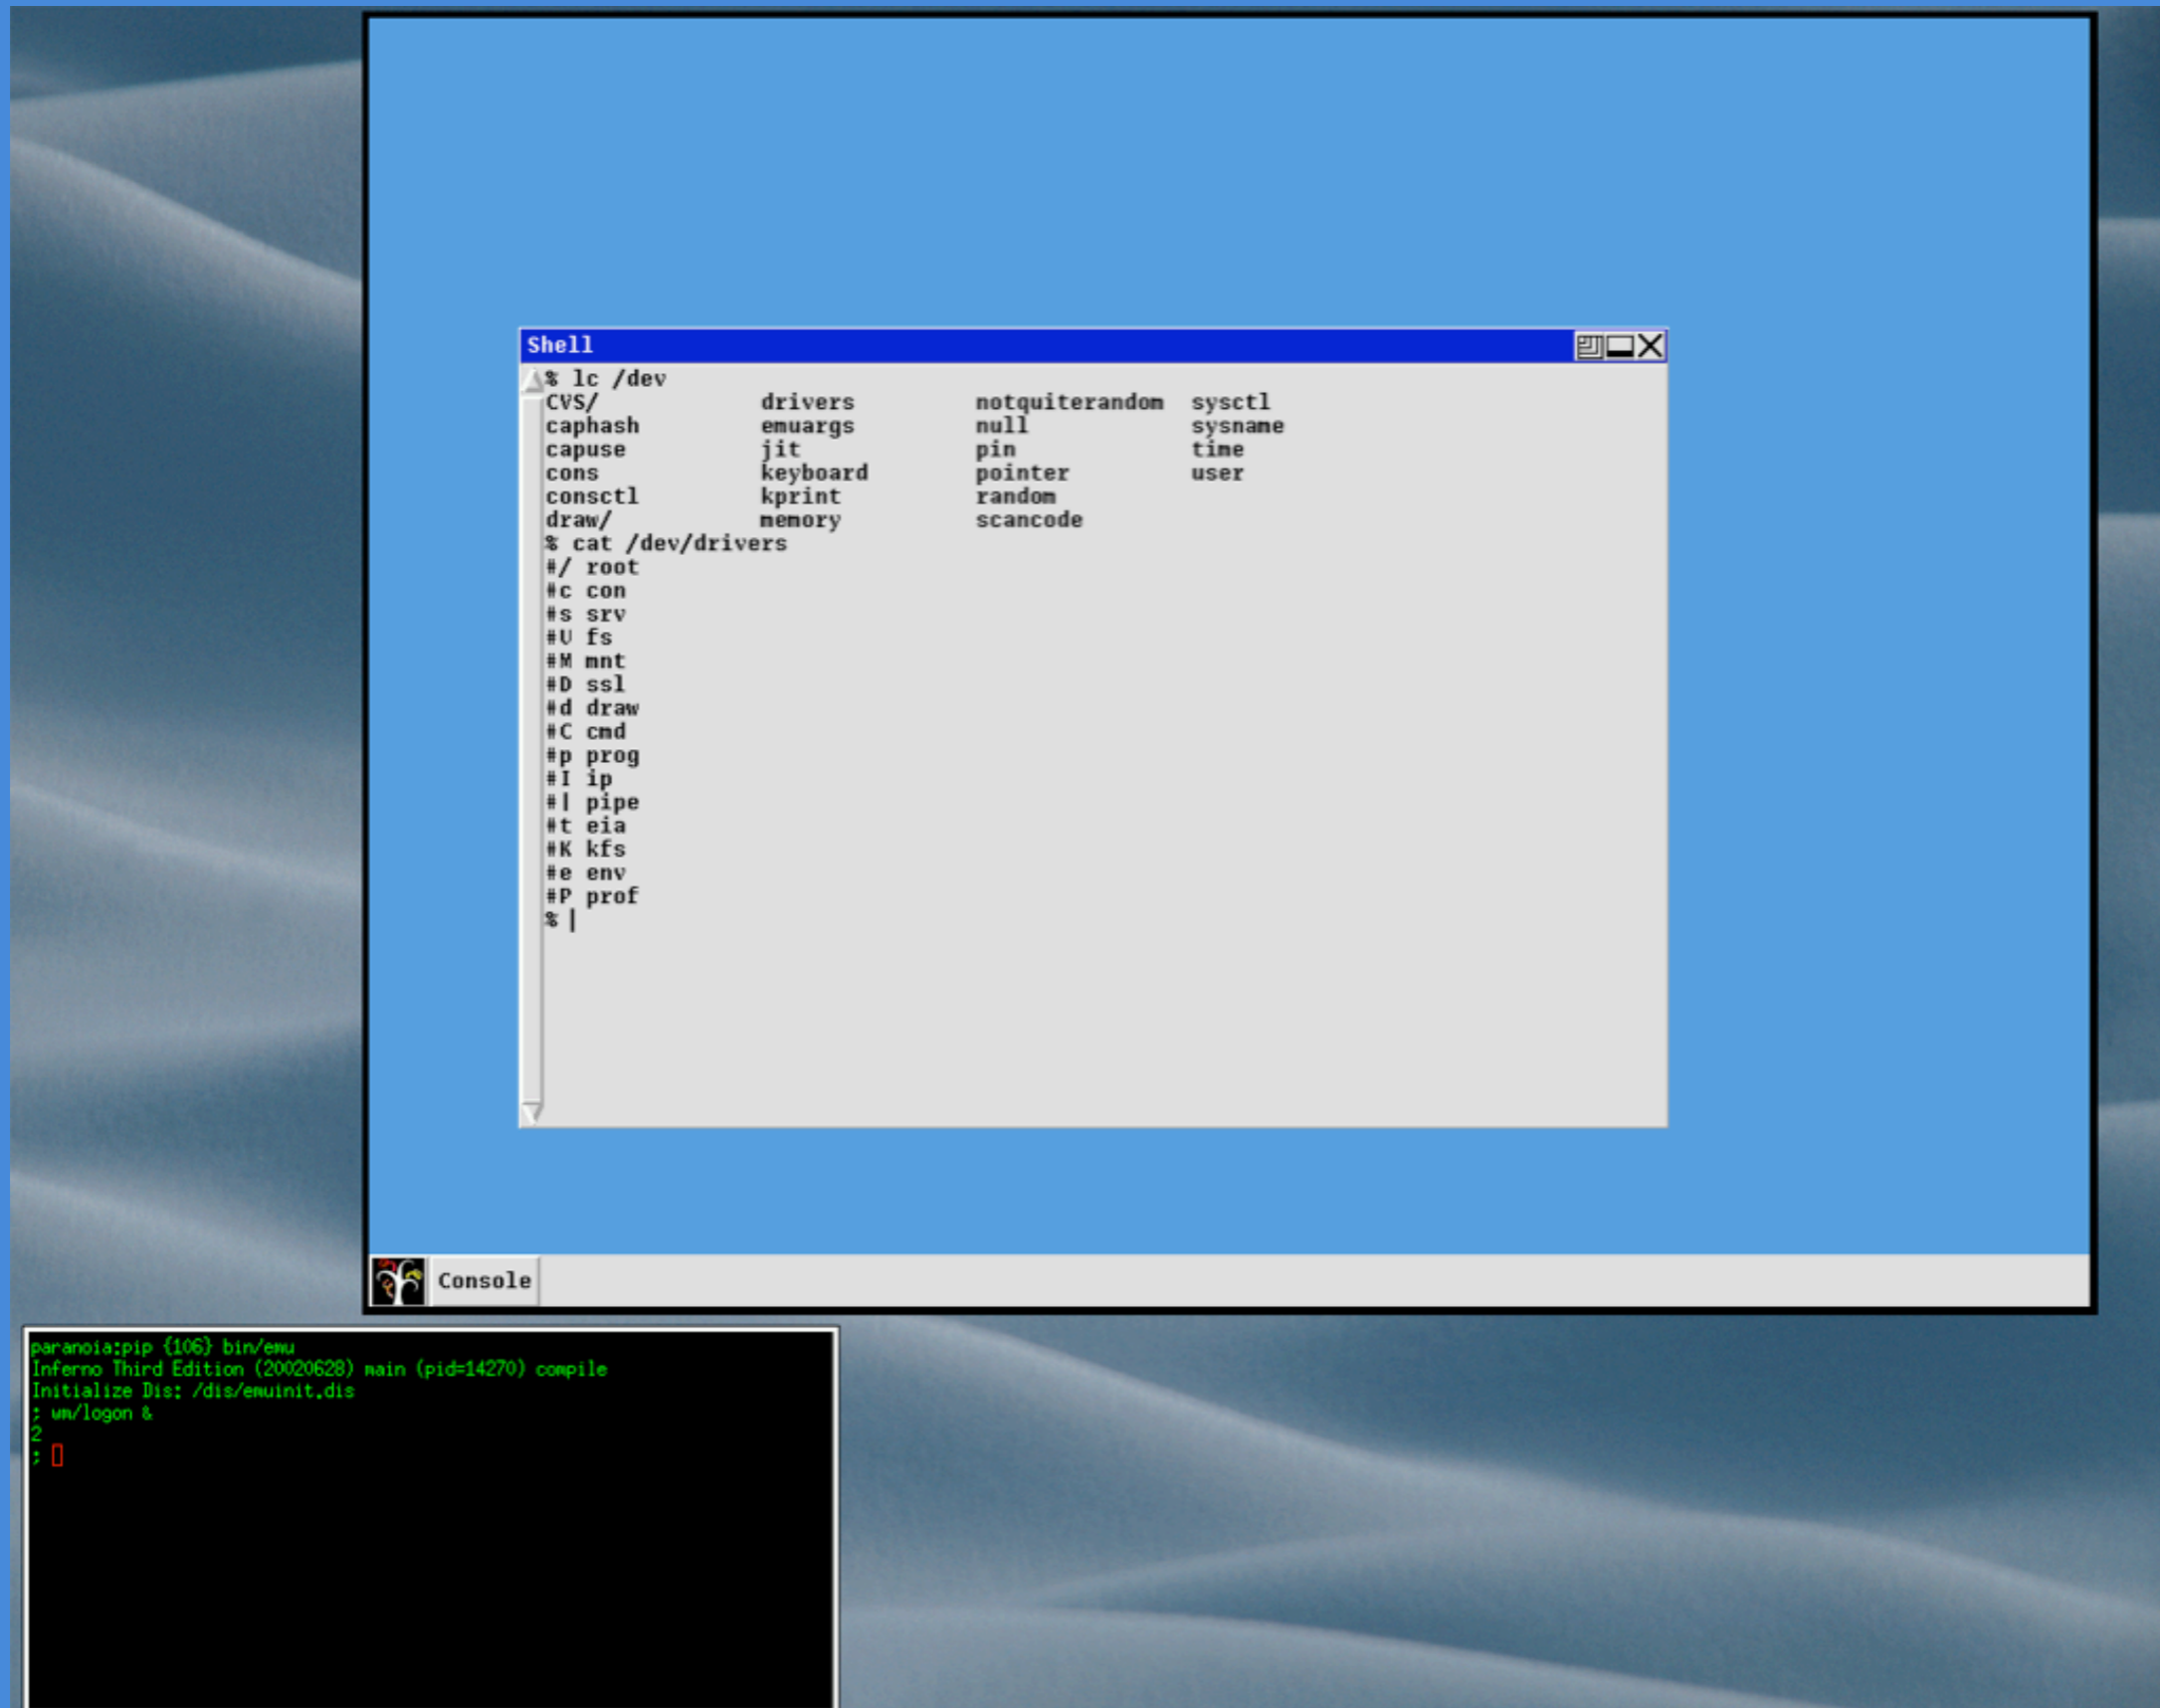 Shell
% lc /dev
CVS/ drivers notquiterandom sysctl
caphash emuargs null sysname
capuse jit pin time
cons keyboard pointer user
consctl kprint random
draw/ memory scancode
% cat /dev/drivers
#/ root
#c con
#s srv
#U fs
#M mnt
#D ssl
#d draw
#C cmd
#p prog
#I ip
#| pipe
#t eia
#K kfs
#e env
#P prof
%
Console
paranoia:pip {106} bin/emu
Inferno Third Edition (20020628) main (pid=14270) compile
Initialize Dis: /dis/emuinit.dis
; wm/logon &
2
;